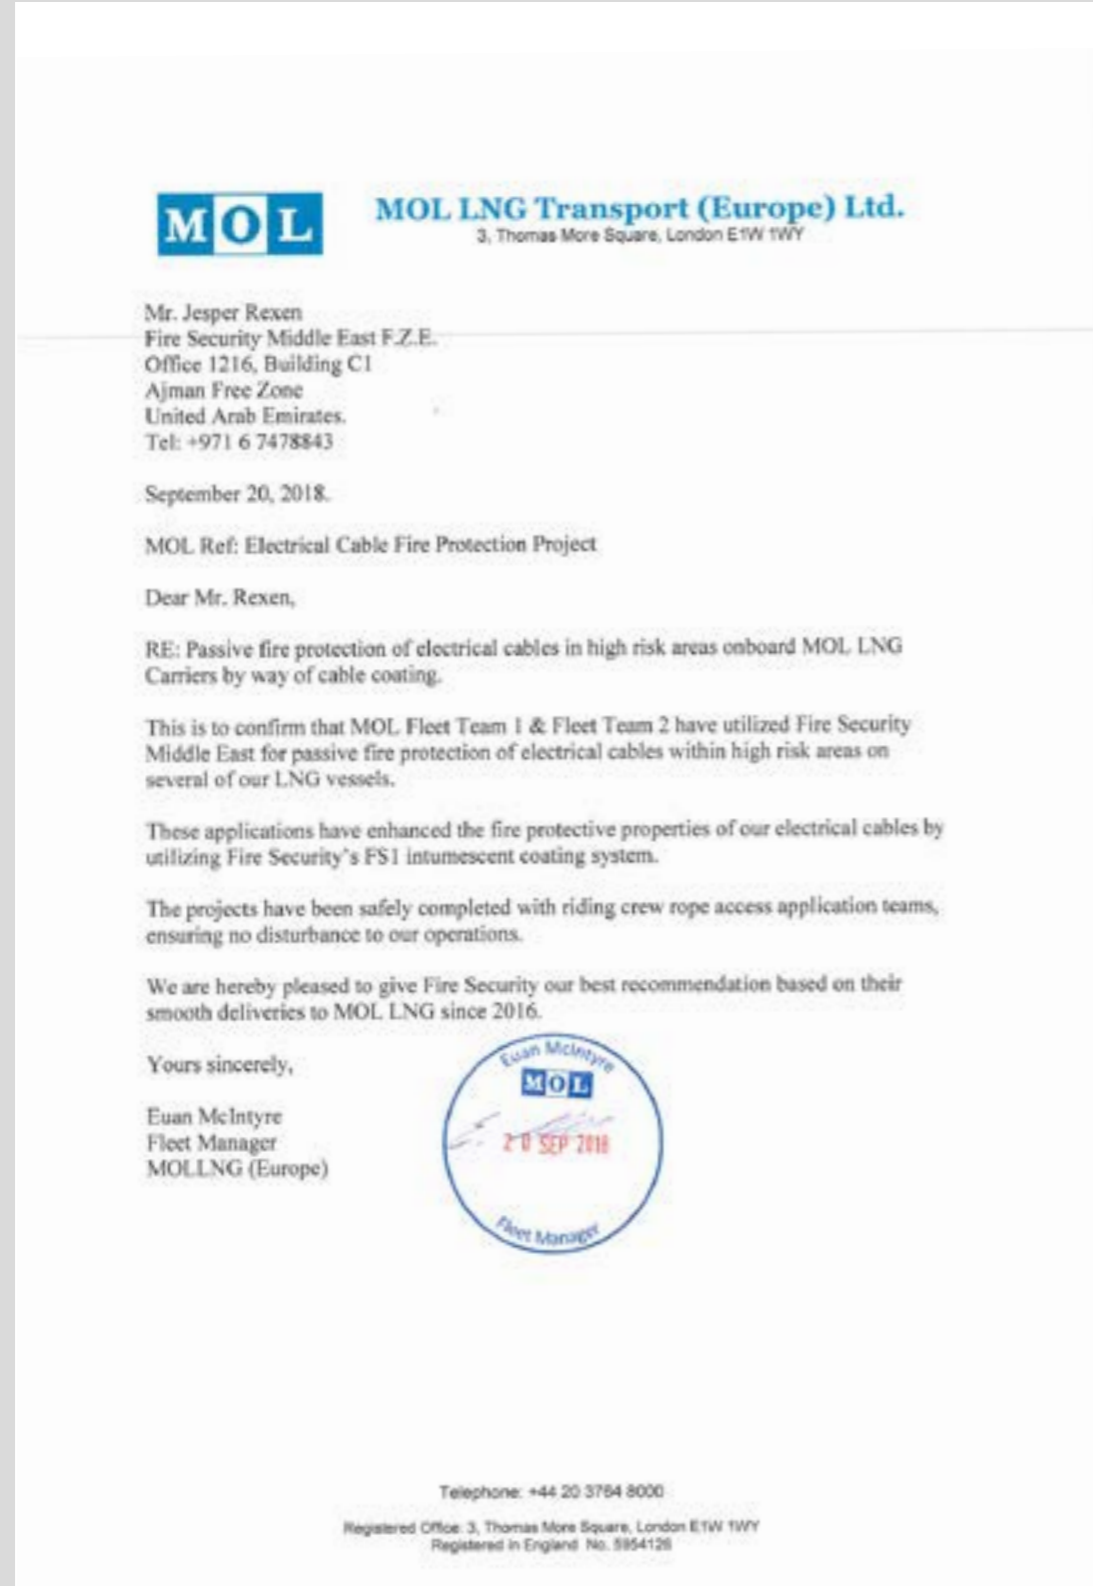 MOL
MOL LNG Transport (Europe) Ltd.
3, Thomas More Square, London E1W 1WY
Mr. Jesper Rexen
Fire Security Middle East F.Z.E.
Office 1216, Building C1
Ajman Free Zone
United Arab Emirates.
Tel: +971 6 7478843
September 20, 2018.
MOL Ref: Electrical Cable Fire Protection Project
Dear Mr. Rexen,
RE: Passive fire protection of electrical cables in high risk areas onboard MOL LNG
Carriers by way of cable coating.
This is to confirm that MOL Fleet Team 1 & Fleet Team 2 have utilized Fire Security
Middle East for passive fire protection of electrical cables within high risk areas on
several of our LNG vessels.
These applications have enhanced the fire protective properties of our electrical cables by
utilizing Fire Security's FS1 intumescent coating system.
The projects have been safely completed with riding crew rope access application teams,
ensuring no disturbance to our operations.
We are hereby pleased to give Fire Security our best recommendation based on their
smooth deliveries to MOL LNG since 2016.
Yours sincerely,
Euan McIntyre
Fleet Manager
MOLLNG (Europe)
Euan McIntyre
MOL
20 SEP 2018
Fleet Manager
Telephone: +44 20 3764 8000
Registered Office: 3, Thomas More Square, London E1W 1WY
Registered in England No. 5954126